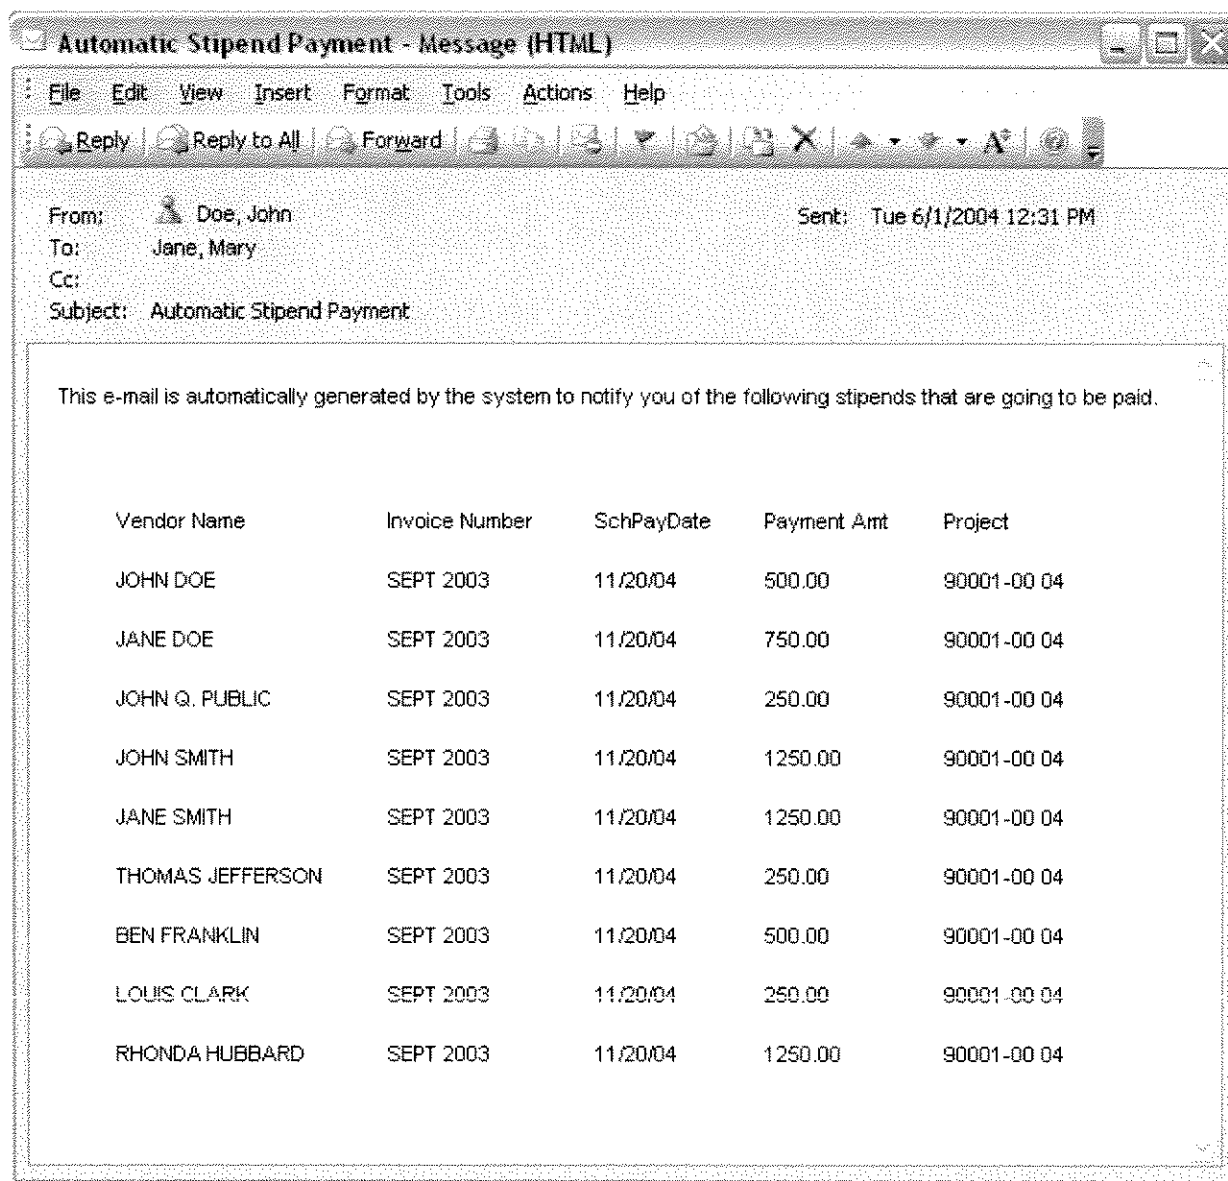 Automatic Stipend Payment - Message (HTML)
File Edit View Insert Format Tools Actions Help
Reply Reply to All Forward
From: Doe, John Sent: Tue 6/1/2004 12:31 PM
To: Jane, Mary
Cc:
Subject: Automatic Stipend Payment
This e-mail is automatically generated by the system to notify you of the following stipends that are going to be paid.
Vendor Name Invoice Number SchPayDate Payment Amt Project
JOHN DOE SEPT 2003 11/20/04 500.00 90001-00 04
JANE DOE SEPT 2003 11/20/04 750.00 90001-00 04
JOHN Q. PUBLIC SEPT 2003 11/20/04 250.00 90001-00 04
JOHN SMITH SEPT 2003 11/20/04 1250.00 90001-00 04
JANE SMITH SEPT 2003 11/20/04 1250.00 90001-00 04
THOMAS JEFFERSON SEPT 2003 11/20/04 250.00 90001-00 04
BEN FRANKLIN SEPT 2003 11/20/04 500.00 90001-00 04
LOUIS CLARK SEPT 2003 11/20/04 250.00 90001-00 04
RHONDA HUBBARD SEPT 2003 11/20/04 1250.00 90001-00 04